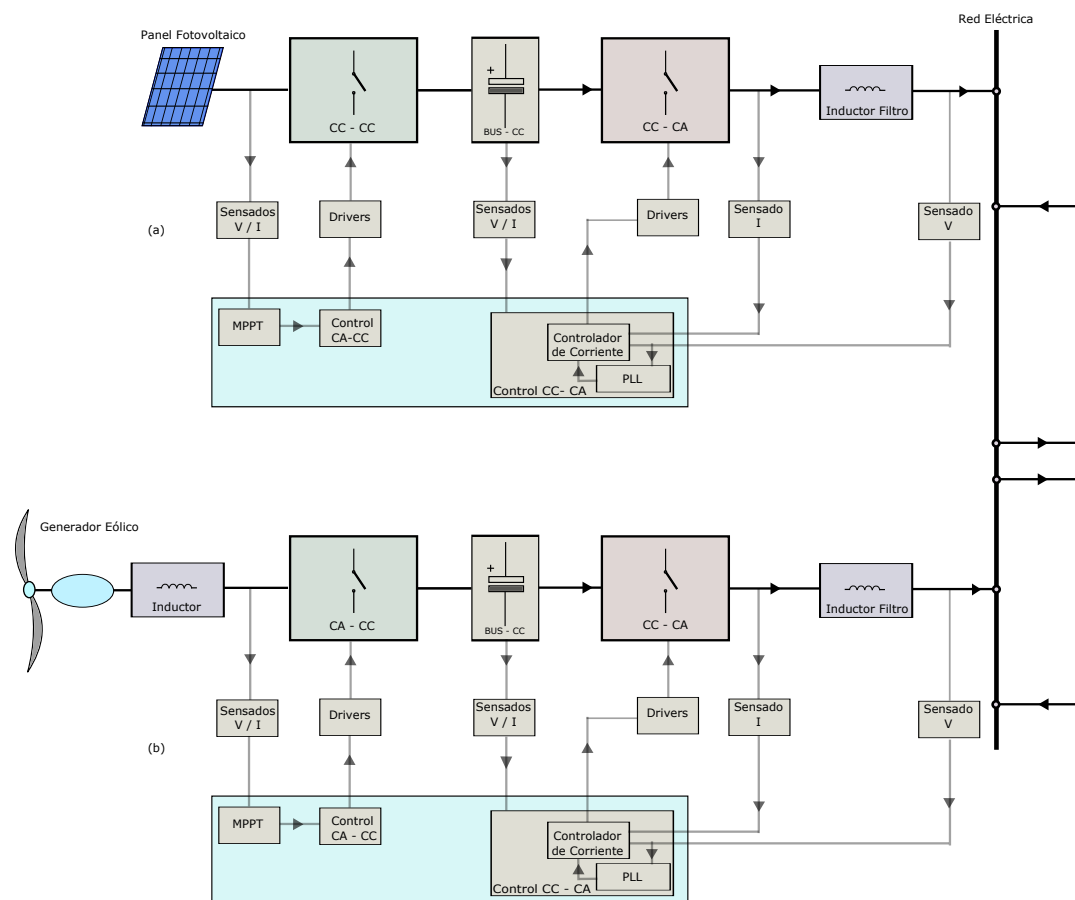 Red Eléctrica
Panel Fotovoltaico
CC - CC
+
BUS - CC
CC - CA
Inductor Filtro
Sensados
V / I
Drivers
Sensados
V / I
Drivers
Sensado
I
Sensado
V
(a)
MPPT
Control
CA-CC
Controlador
de Corriente
PLL
Control CC- CA
Generador Eólico
Inductor
CA - CC
+
BUS - CC
CC - CA
Inductor Filtro
Sensados
V / I
Drivers
Sensados
V / I
Drivers
Sensado
I
Sensado
V
(b)
MPPT
Control
CA - CC
Controlador
de Corriente
PLL
Control CC - CA